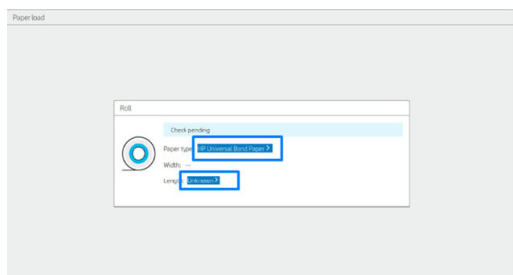 Paper load
Roll
Check pending
Paper type: HP Universal Bond Paper >
Width: ---
Length: Unknown >